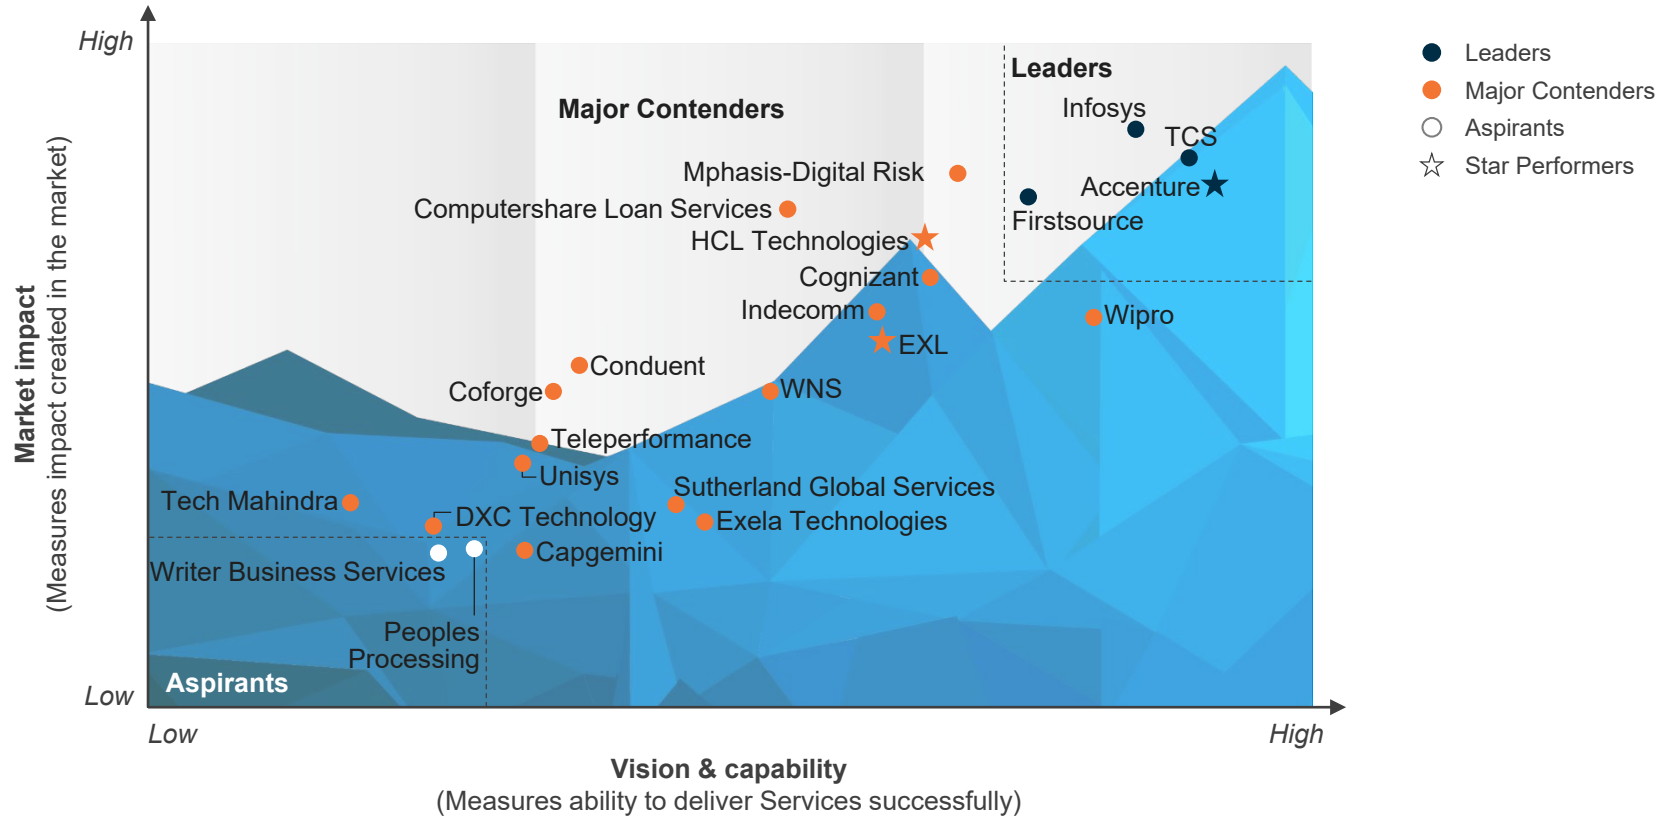 High
Leaders
Leaders
Major Contenders
Major Contenders
Infosys
Aspirants
TCS
Star Performers
Mphasis-Digital Risk
Accenture
Computershare Loan Services
Firstsource
HCL Technologies
Cognizant
Indecomm
Wipro
EXL
Conduent
Coforge
WNS
Teleperformance
Unisys
Sutherland Global Services
Tech Mahindra
DXC Technology
Exela Technologies
Capgemini
Writer Business Services
Peoples
Processing
Aspirants
Market impact
(Measures impact created in the market)
Low
Low
High
Vision & capability
(Measures ability to deliver Services successfully)